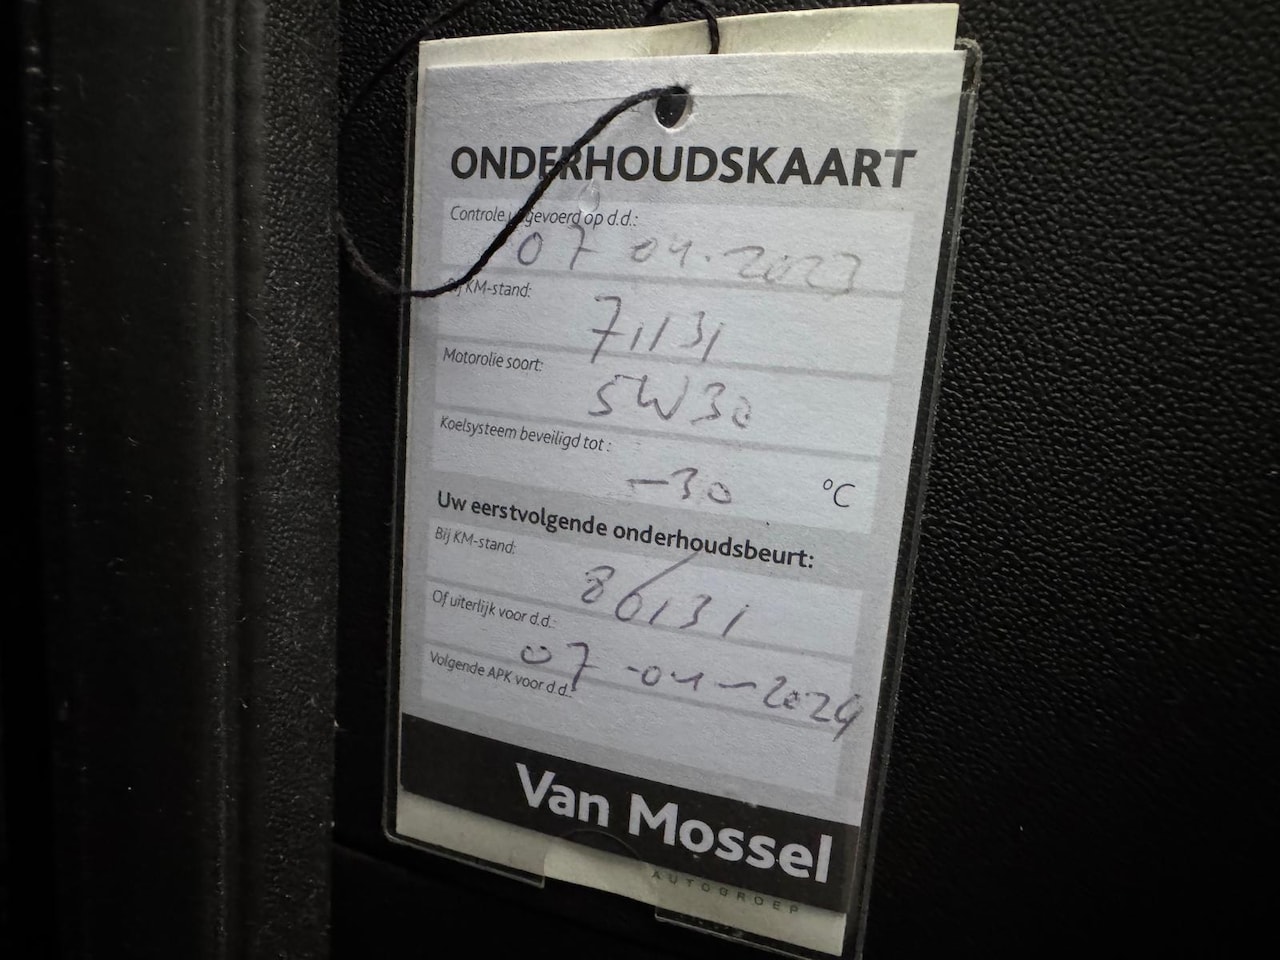 ONDERHOUDSKAART
Controle uitgevoerd op d.d.:
07 04.2023
Bij KM-stand:
71131
Motorolie soort:
5W30
Koelsysteem beveiligd tot :
-30 °C
Uw eerstvolgende onderhoudsbeurt:
Bij KM-stand:
86131
Of uiterlijk voor d.d.:
07-04-2024
Volgende APK voor d.d.:
Van Mossel
AUTOGROEP